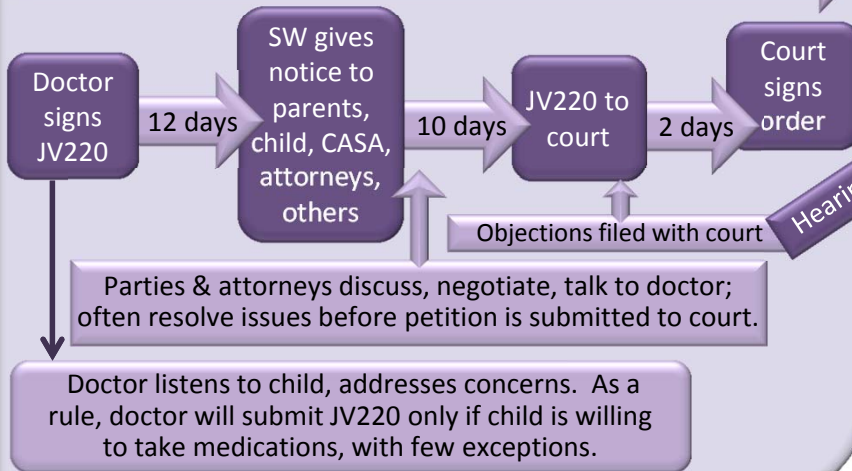 Doctor
signs
JV220
12 days
SW gives
notice to
parents,
child, CASA,
attorneys,
others
10 days
JV220 to
court
2 days
Court
signs
order
Objections filed with court
Parties & attorneys discuss, negotiate, talk to doctor;
often resolve issues before petition is submitted to court.
Doctor listens to child, addresses concerns.  As a
rule, doctor will submit JV220 only if child is willing
to take medications, with few exceptions.